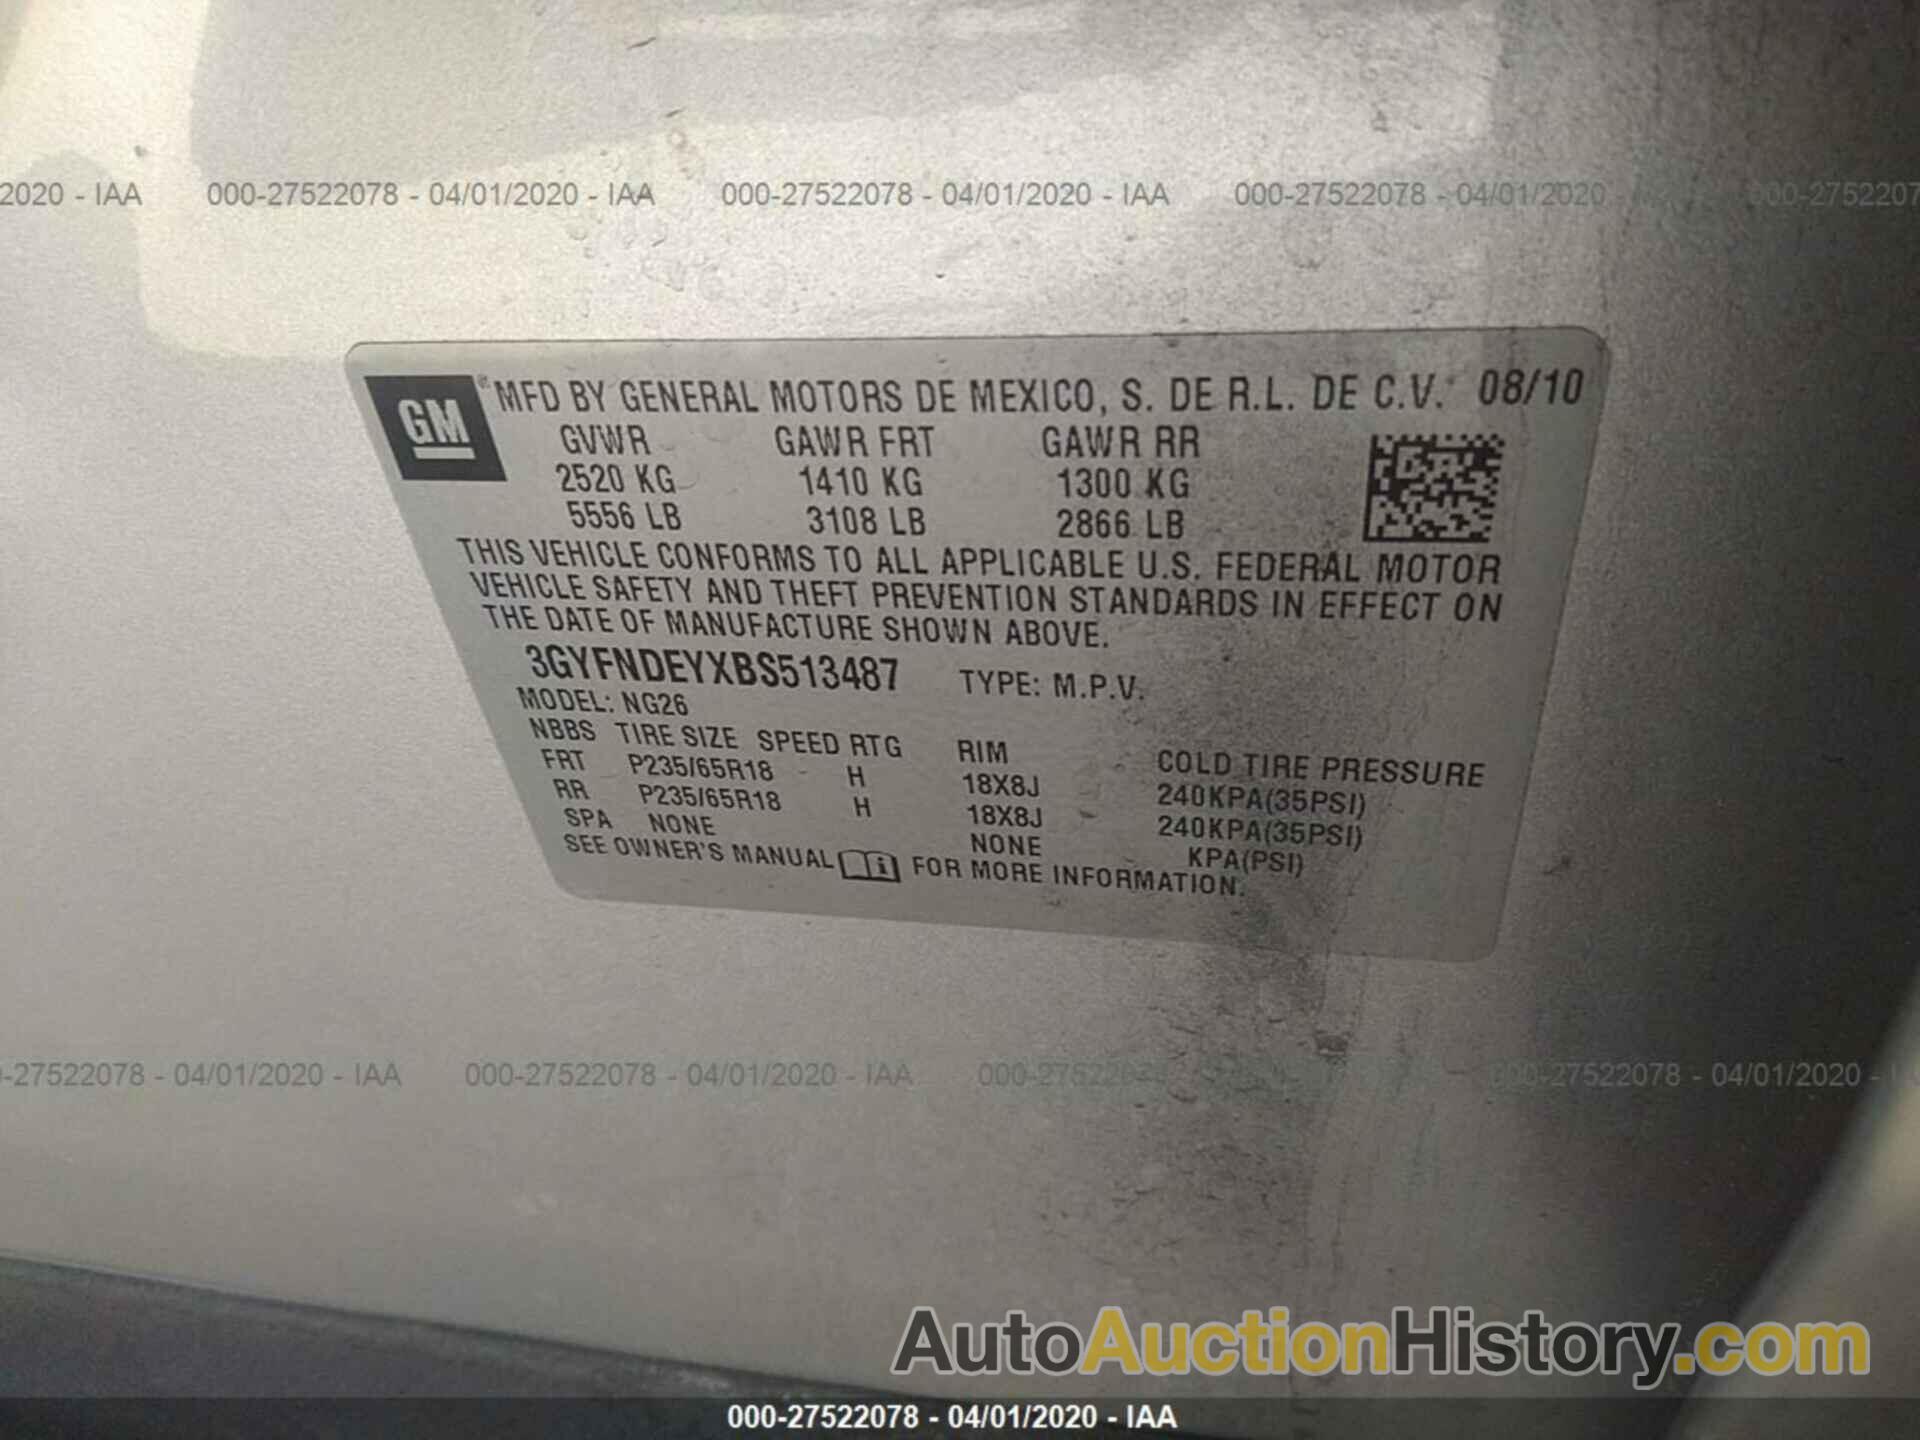 2020 - IAA 000-27522078 - 04/01/2020 - IAA 000-27522078 - 04/01/2020 - IAA 000-27522078 - 04/01/2020 - 000-2752207
GM ® MFD BY GENERAL MOTORS DE MEXICO, S. DE R.L. DE C.V. 08/10
GVWR GAWR FRT GAWR RR
2520 KG 1410 KG 1300 KG
5556 LB 3108 LB 2866 LB
THIS VEHICLE CONFORMS TO ALL APPLICABLE U.S. FEDERAL MOTOR
VEHICLE SAFETY AND THEFT PREVENTION STANDARDS IN EFFECT ON
THE DATE OF MANUFACTURE SHOWN ABOVE.
3GYFNDEYXBS513487 TYPE: M.P.V.
MODEL: NG26
NBBS TIRE SIZE SPEED RTG RIM COLD TIRE PRESSURE
FRT P235/65R18 H 18X8J 240KPA(35PSI)
RR P235/65R18 H 18X8J 240KPA(35PSI)
SPA NONE NONE KPA(PSI)
SEE OWNER'S MANUAL FOR MORE INFORMATION.
-27522078 - 04/01/2020 - IAA 000-27522078 - 04/01/2020 - IAA 000-27522078 -27522078 - 04/01/2020 -
AutoAuctionHistory.com
000-27522078 - 04/01/2020 - IAA